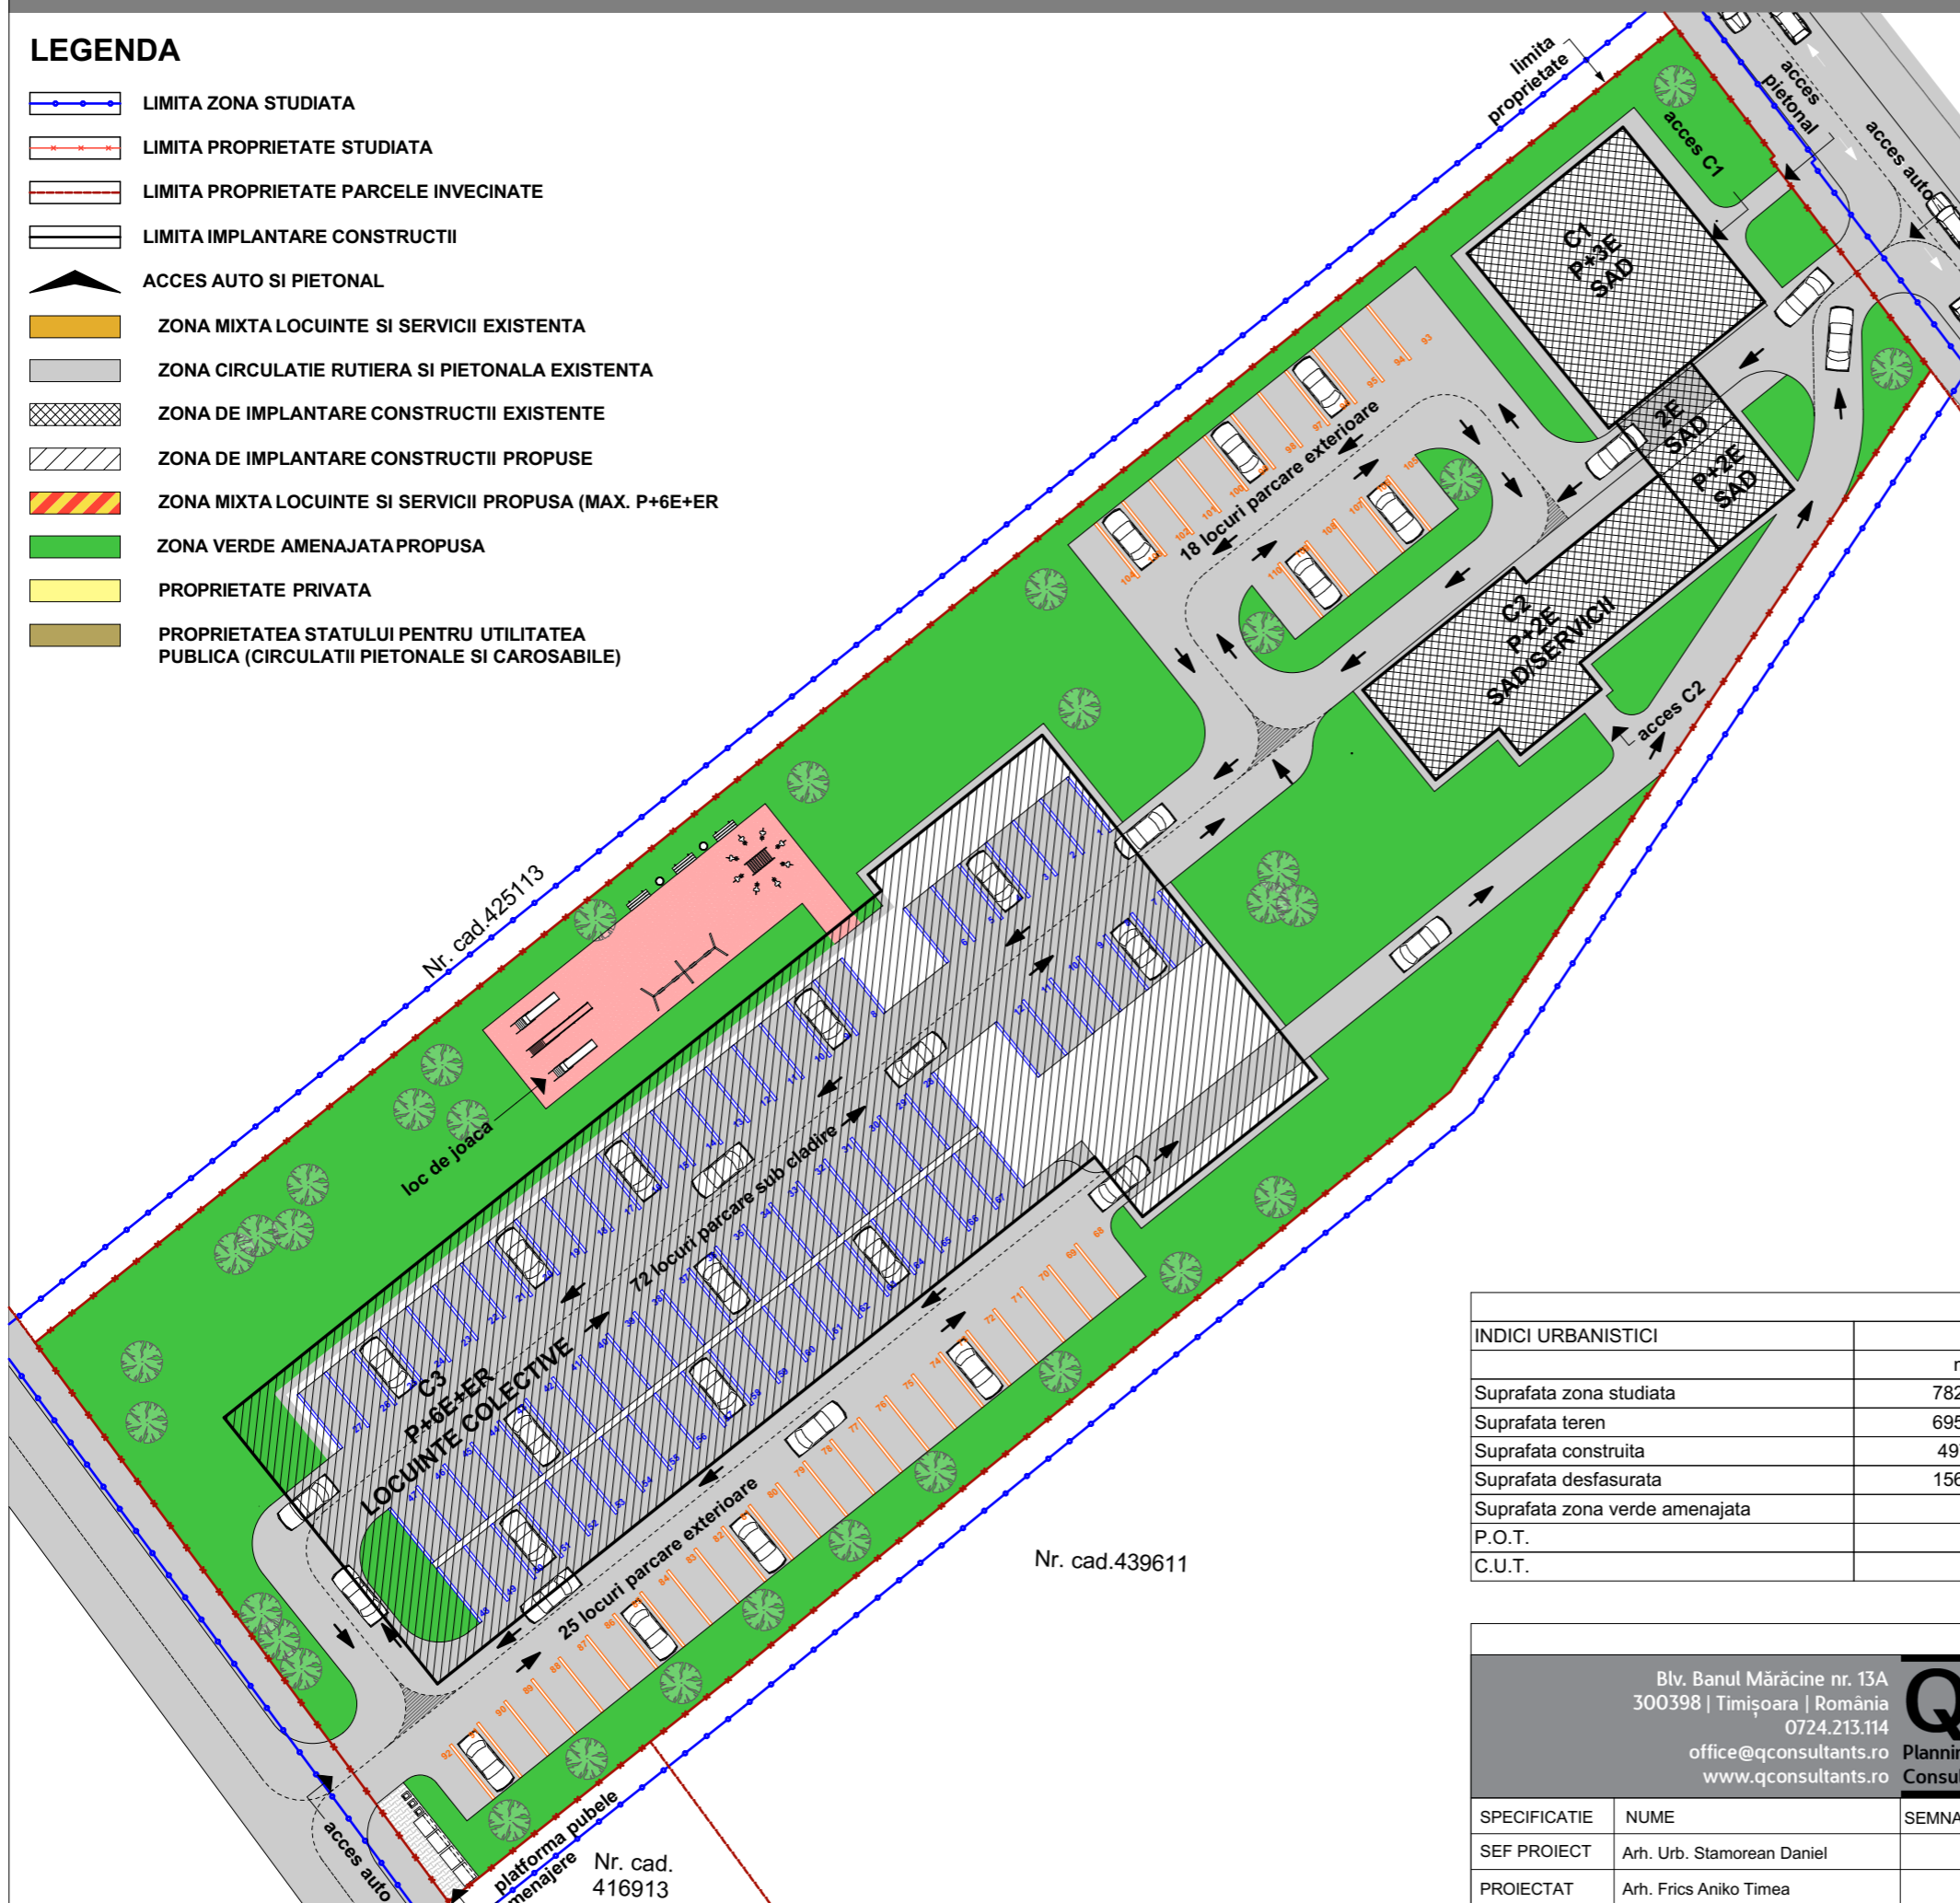 LEGENDA
LIMITA ZONA STUDIATA
LIMITA PROPRIETATE STUDIATA
LIMITA PROPRIETATE PARCELE INVECINATE
LIMITA IMPLANTARE CONSTRUCTII
ACCES AUTO SI PIETONAL
ZONA MIXTA LOCUINTE SI SERVICII EXISTENTA
ZONA CIRCULATIE RUTIERA SI PIETONALA EXISTENTA
ZONA DE IMPLANTARE CONSTRUCTII EXISTENTE
ZONA DE IMPLANTARE CONSTRUCTII PROPUSE
ZONA MIXTA LOCUINTE SI SERVICII PROPUSA (MAX. P+6E+ER
ZONA VERDE AMENAJATA PROPUSA
PROPRIETATE PRIVATA
PROPRIETATEA STATULUI PENTRU UTILITATEA
PUBLICA (CIRCULATII PIETONALE SI CAROSABILE)
limita
proprietate
acces
pietonal
acces auto
acces C1
C1
P+3E
SAD
2E
SAD
P+2E
SAD
C2
P+2E
SAD/SERVICII
acces C2
18 locuri parcare exterioare
Nr. cad.425113
loc de joaca
72 locuri parcare sub cladire
C3
P+6E+ER
LOCUINTE COLECTIVE
25 locuri parcare exterioare
Nr. cad.439611
acces auto
platforma pubele
menajere
Nr. cad.
416913
INDICI URBANISTICI
Suprafata zona studiata 782
Suprafata teren 695
Suprafata construita 49
Suprafata desfasurata 156
Suprafata zona verde amenajata
P.O.T.
C.U.T.
Blv. Banul Mărăcine nr. 13A
300398 | Timișoara | România
0724.213.114
office@qconsultants.ro
www.qconsultants.ro
Q
Plannin
Consul
SPECIFICATIE NUME SEMNA
SEF PROIECT Arh. Urb. Stamorean Daniel
PROIECTAT Arh. Frics Aniko Timea